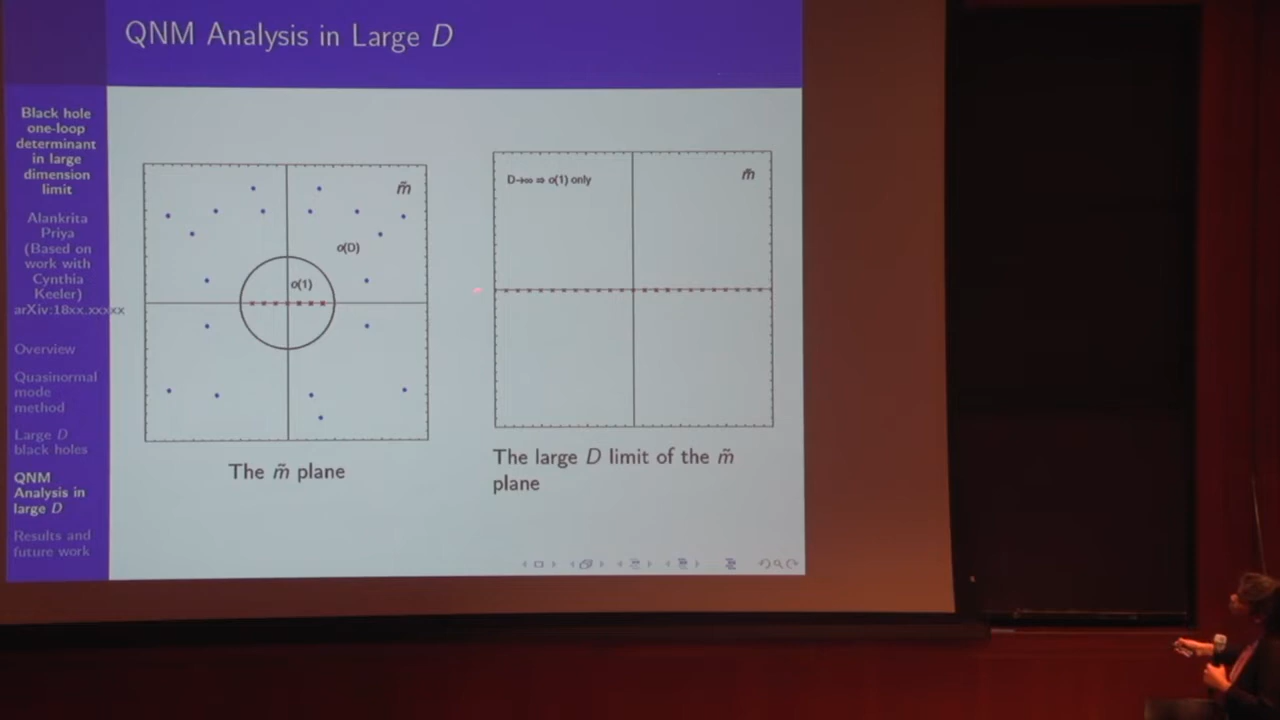 QNM Analysis in Large D
Black hole
one-loop
determinant
in large
dimension
limit
Alankrita
Priya
(Based on
work with
Cynthia
Keeler)
arXiv:18xx.xxxxx
Overview
Quasinormal
mode
method
Large D
black holes
QNM
Analysis in
large D
Results and
future work
m̃
o(D)
o(1)
The m̃ plane
D→∞ ⇒ o(1) only
m̃
The large D limit of the m̃
plane